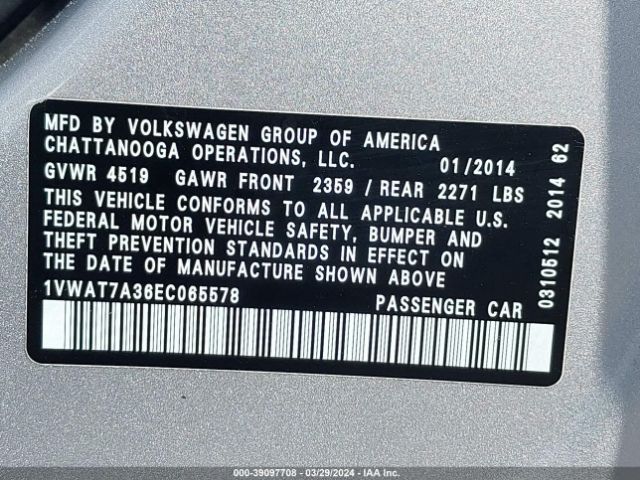 MFD BY VOLKSWAGEN GROUP OF AMERICA
CHATTANOOGA OPERATIONS, LLC. 01/2014
GVWR 4519 GAWR FRONT 2359 / REAR 2271 LBS
THIS VEHICLE CONFORMS TO ALL APPLICABLE U.S.
FEDERAL MOTOR VEHICLE SAFETY, BUMPER AND
THEFT PREVENTION STANDARDS IN EFFECT ON
THE DATE OF MANUFACTURE SHOWN ABOVE
1VWAT7A36EC065578 PASSENGER CAR
0310512 2014 62
000-39097708 - 03/29/2024 - IAA Inc.